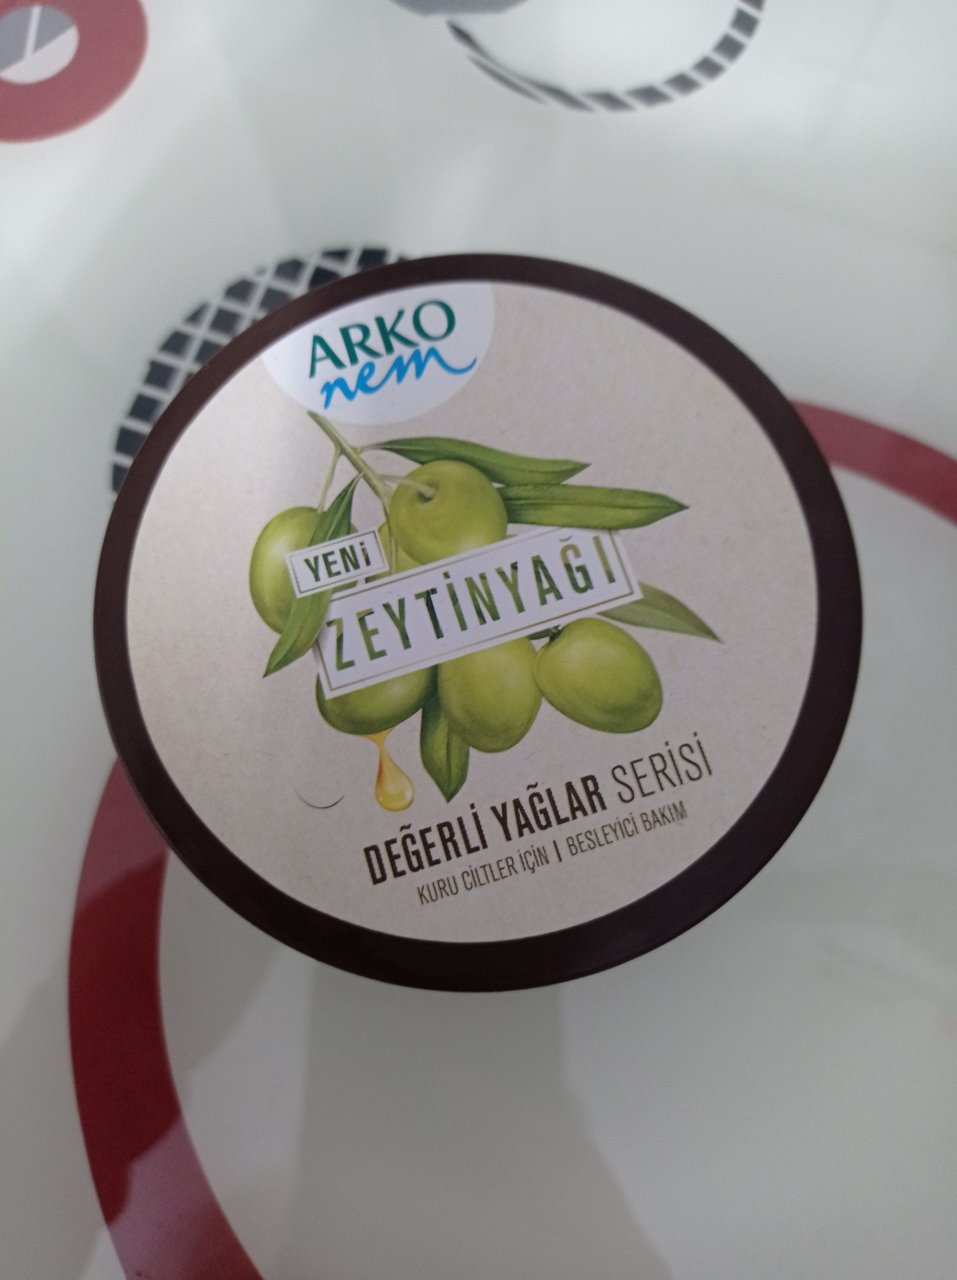 ARKO
nem
YENİ
ZEYTİNYAĞI
DEĞERLİ YAĞLAR SERİSİ
KURU CİLTLER İÇİN | BESLEYİCİ BAKIM